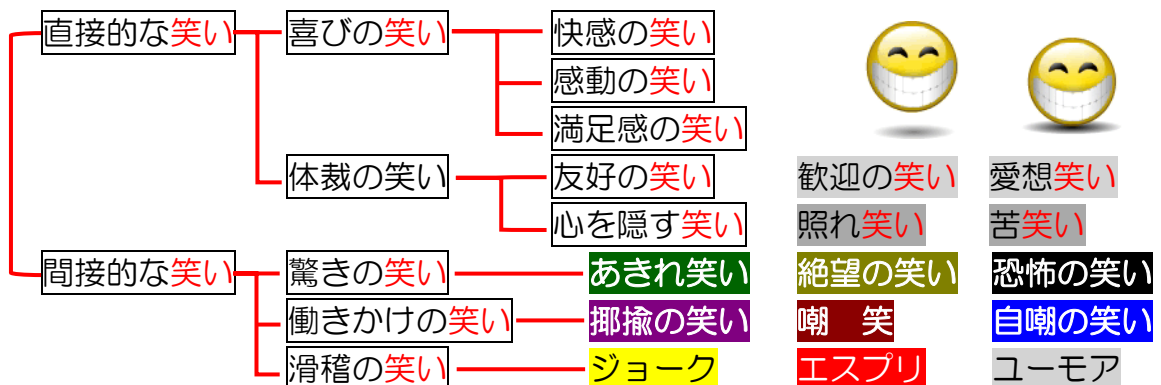 直接的な笑い 喜びの笑い 快感の笑い
感動の笑い
満足感の笑い
体裁の笑い 友好の笑い 歓迎の笑い 愛想笑い
心を隠す笑い 照れ笑い 苦笑い
間接的な笑い 驚きの笑い あきれ笑い 絶望の笑い 恐怖の笑い
働きかけの笑い 揶揄の笑い 嘲　笑 自嘲の笑い
滑稽の笑い ジョーク エスプリ ユーモア